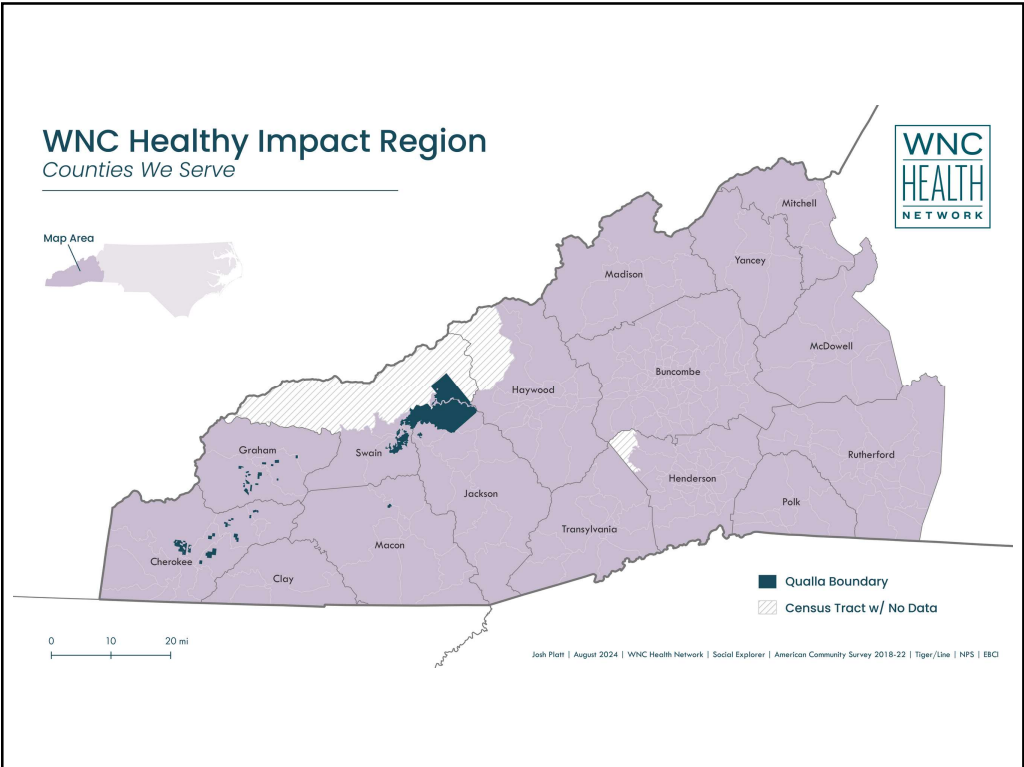 WNC Healthy Impact Region
Counties We Serve
WNC
HEALTH
NETWORK
Map Area
Mitchell
Yancey
Madison
McDowell
Buncombe
Haywood
Graham
Swain
Rutherford
Henderson
Jackson
Polk
Transylvania
Macon
Cherokee
Clay
Qualla Boundary
Census Tract w/ No Data
0 10 20 mi
Josh Platt | August 2024 | WNC Health Network | Social Explorer | American Community Survey 2018-22 | Tiger/Line | NPS | EBCI